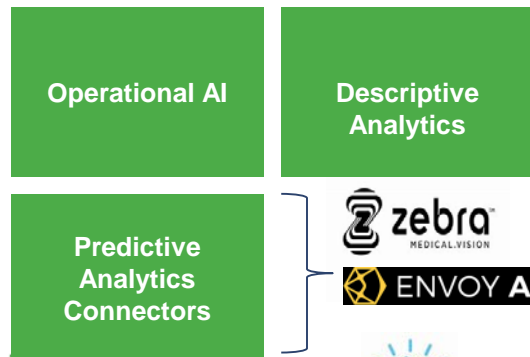 Operational AI
Descriptive
Analytics
Predictive
Analytics
Connectors
zebra
MEDICAL.VISION
ENVOY A